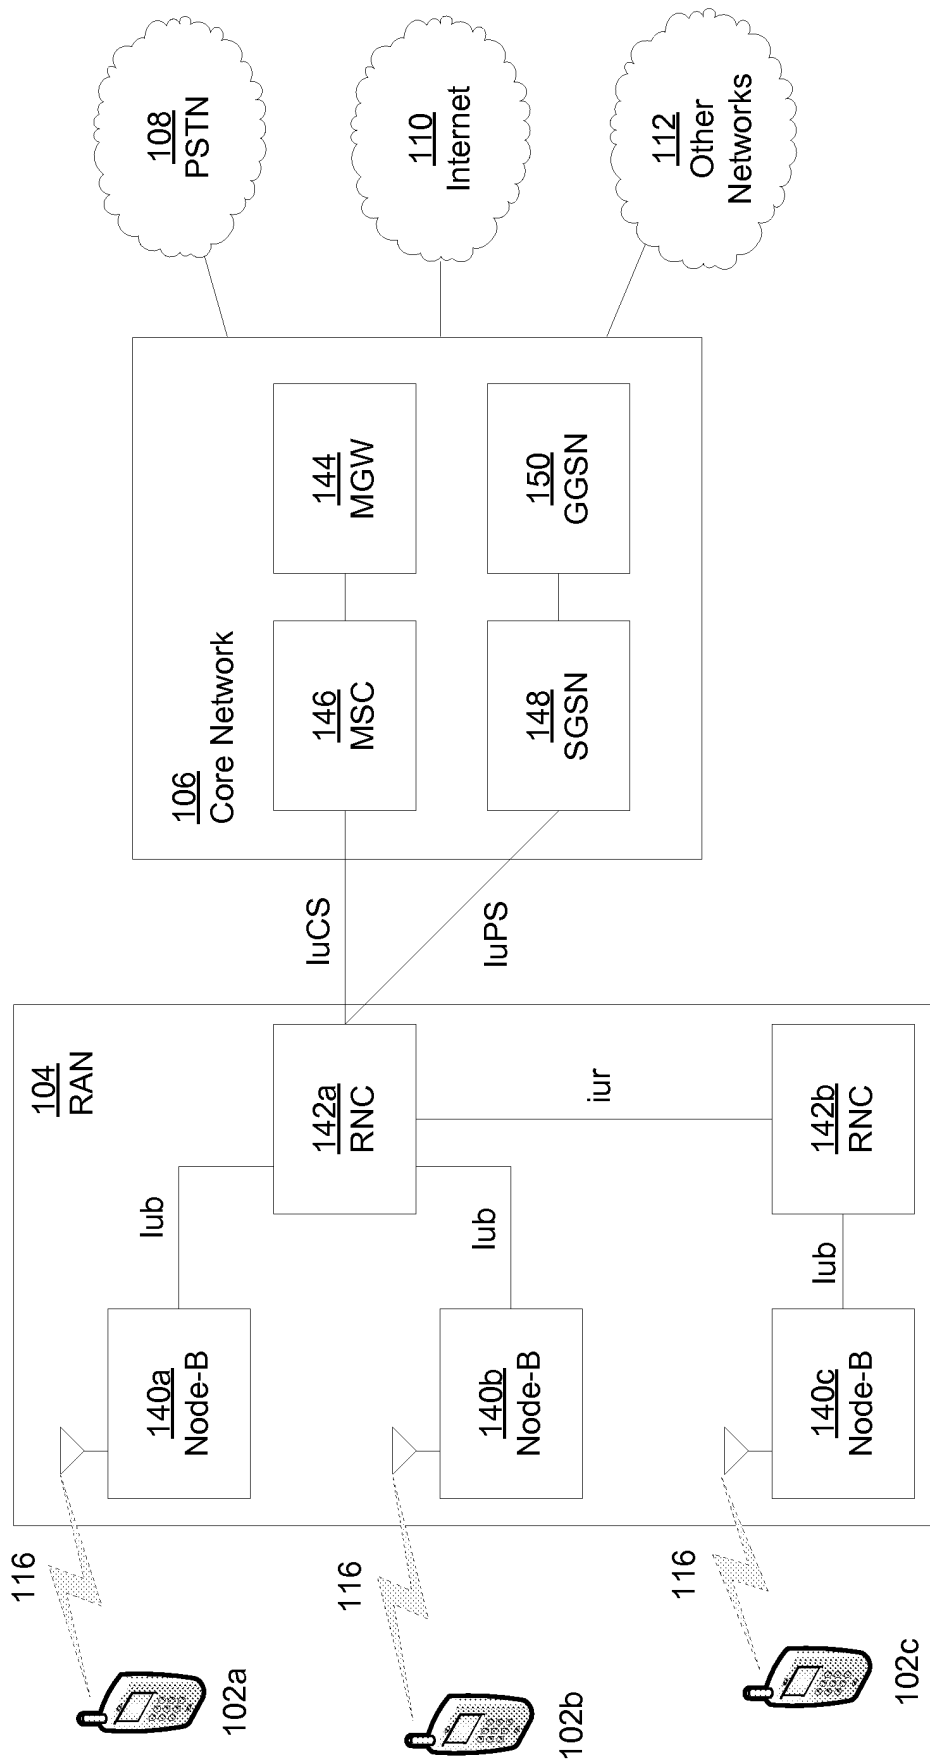 104
RAN
116
102a
140a
Node-B
Iub
116
102b
140b
Node-B
Iub
142a
RNC
iur
116
102c
140c
Node-B
Iub
142b
RNC
IuCS
IuPS
106
Core Network
146
MSC
144
MGW
148
SGSN
150
GGSN
108
PSTN
110
Internet
112
Other
Networks